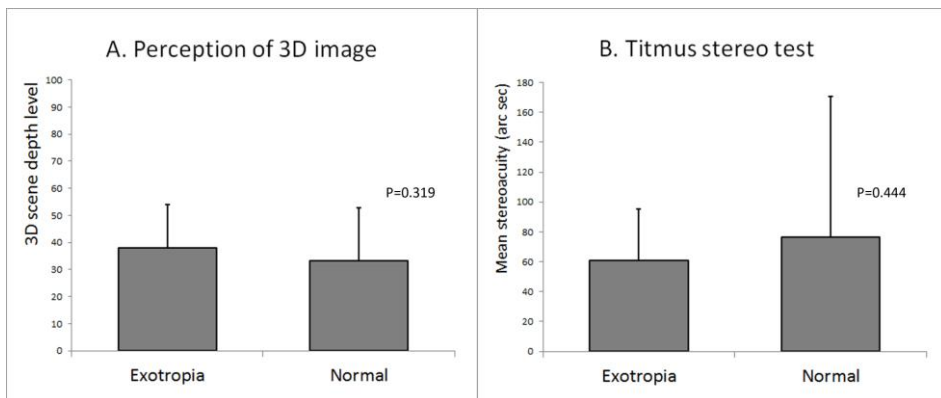 A. Perception of 3D image
3D scene depth level
100
90
80
70
60
50
40
30
20
10
0
P=0.319
Exotropia Normal
B. Titmus stereo test
Mean stereoacuity (arc sec)
180
160
140
120
100
80
60
40
20
0
P=0.444
Exotropia Normal